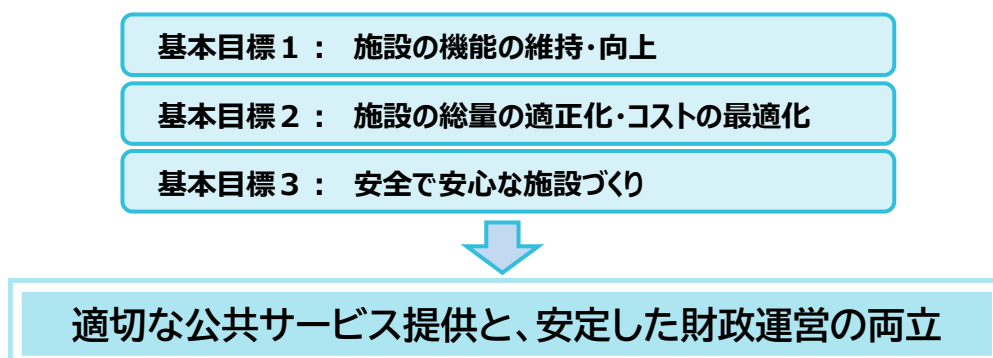 基本目標１： 施設の機能の維持・向上
基本目標２： 施設の総量の適正化・コストの最適化
基本目標３： 安全で安心な施設づくり
適切な公共サービス提供と、安定した財政運営の両立